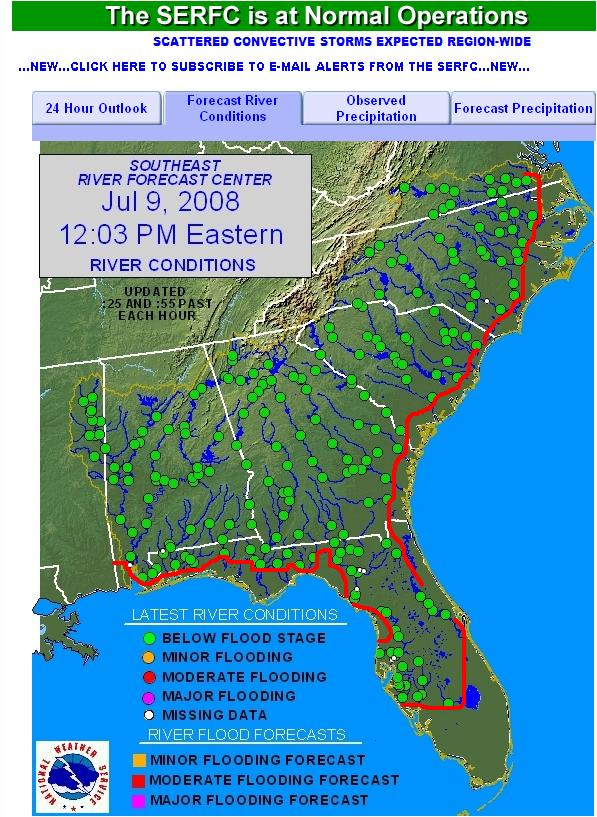 The SERFC is at Normal Operations
SCATTERED CONVECTIVE STORMS EXPECTED REGION-WIDE
...NEW...CLICK HERE TO SUBSCRIBE TO E-MAIL ALERTS FROM THE SERFC...NEW...
24 Hour Outlook
Forecast River
Conditions
Observed
Precipitation
Forecast Precipitation
SOUTHEAST
RIVER FORECAST CENTER
Jul 9, 2008
12:03 PM Eastern
RIVER CONDITIONS
UPDATED
:25 AND :55 PAST
EACH HOUR
LATEST RIVER CONDITIONS
BELOW FLOOD STAGE
MINOR FLOODING
MODERATE FLOODING
MAJOR FLOODING
MISSING DATA
RIVER FLOOD FORECASTS
MINOR FLOODING FORECAST
MODERATE FLOODING FORECAST
MAJOR FLOODING FORECAST
NATIONAL WEATHER SERVICE